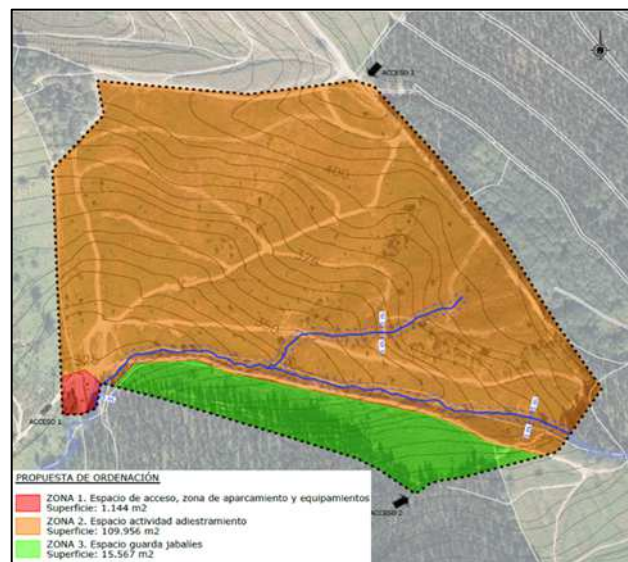 ACCESO 3
400
ACCESO 1
ACCESO 2
PROPUESTA DE ORDENACIÓN
ZONA 1. Espacio de acceso, zona de aparcamiento y equipamientos
Superficie: 1.144 m2
ZONA 2. Espacio actividad adiestramiento
Superficie: 109.956 m2
ZONA 3. Espacio guarda jabalíes
Superficie: 15.567 m2